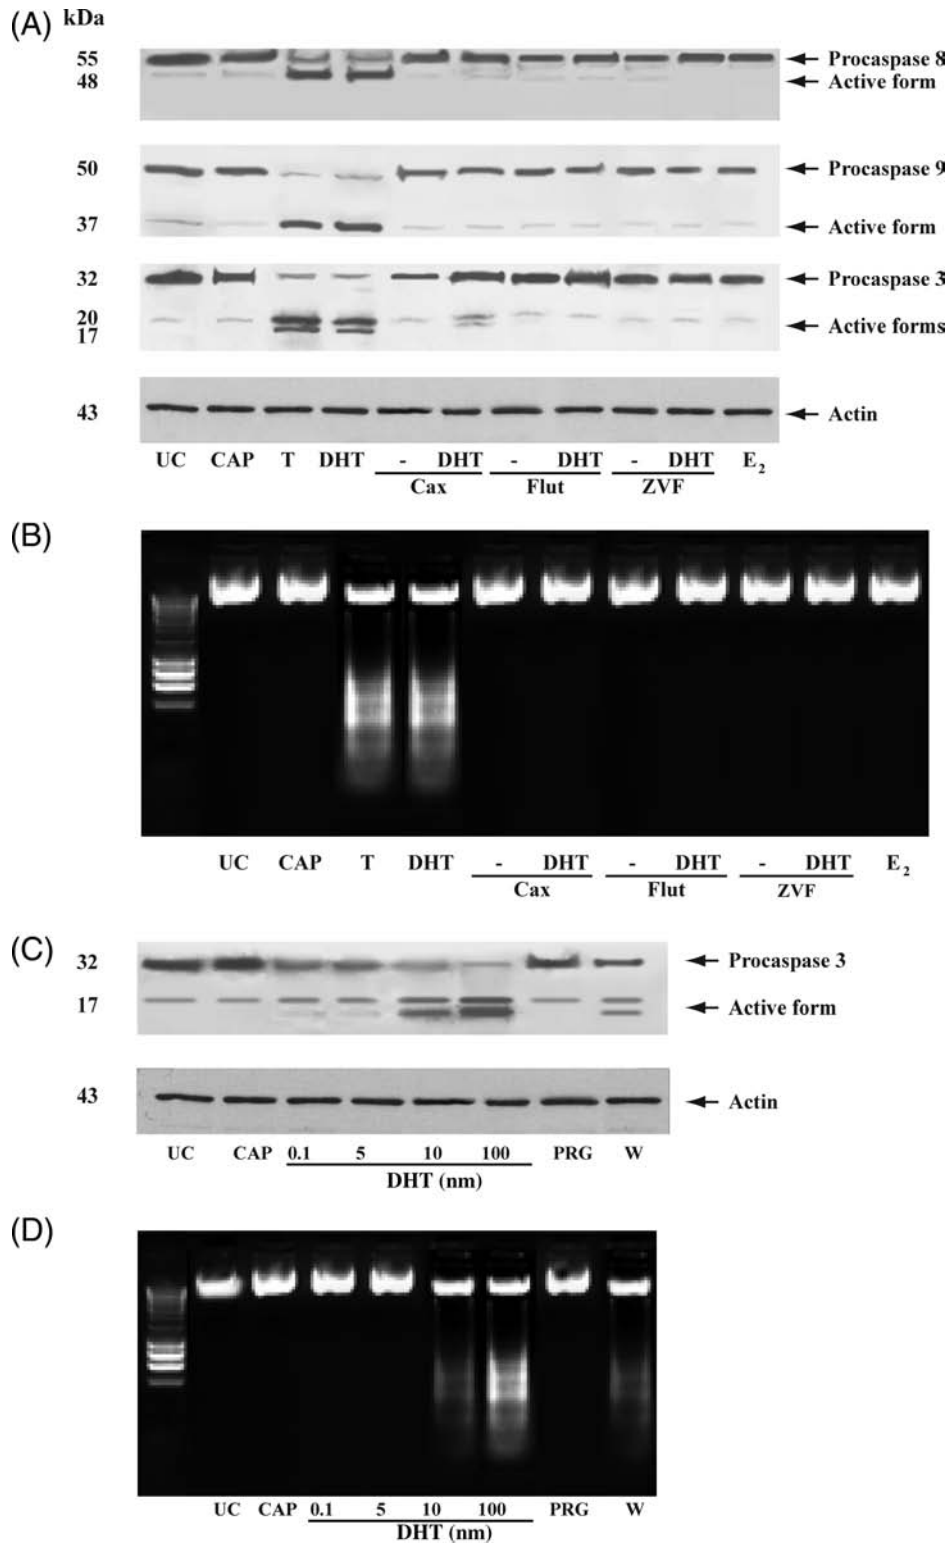 (A) kDa
55 Procaspase 8
48 Active form
50 Procaspase 9
37 Active form
32 Procaspase 3
20
17 Active forms
43 Actin
UC CAP T DHT - DHT - DHT - DHT E2
Cax Flut ZVF
(B)
UC CAP T DHT - DHT - DHT - DHT E2
Cax Flut ZVF
(C)
32 Procaspase 3
17 Active form
43 Actin
UC CAP 0.1 5 10 100 PRG W
DHT (nm)
(D)
UC CAP 0.1 5 10 100 PRG W
DHT (nm)